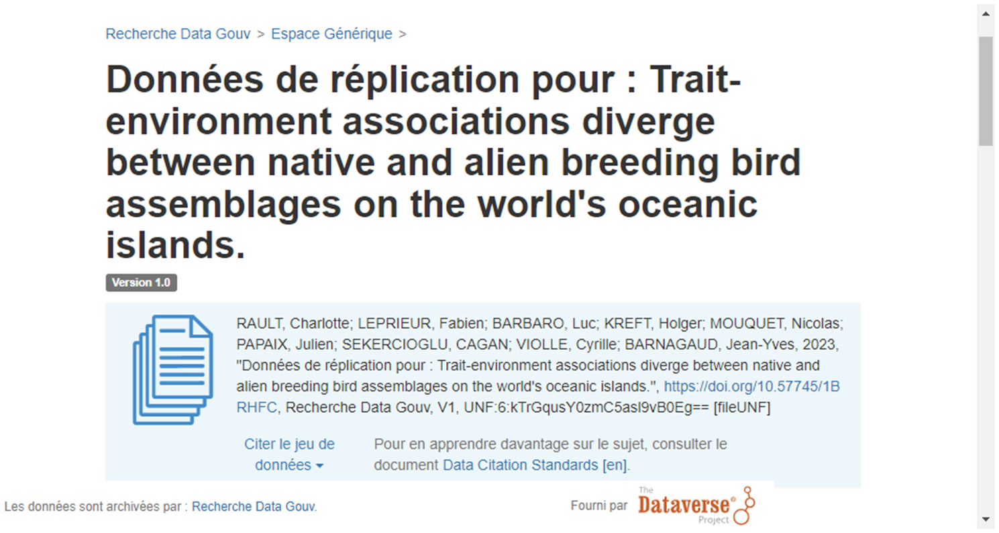 Recherche Data Gouv > Espace Générique >
Données de réplication pour : Trait-
environment associations diverge
between native and alien breeding bird
assemblages on the world's oceanic
islands.
Version 1.0
RAULT, Charlotte; LEPRIEUR, Fabien; BARBARO, Luc; KREFT, Holger; MOUQUET, Nicolas;
PAPAIX, Julien; SEKERCIOGLU, CAGAN; VIOLLE, Cyrille; BARNAGAUD, Jean-Yves, 2023,
"Données de réplication pour : Trait-environment associations diverge between native and
alien breeding bird assemblages on the world's oceanic islands.", https://doi.org/10.57745/1B
RHFC, Recherche Data Gouv, V1, UNF:6:kTrGqusY0zmC5asI9vB0Eg== [fileUNF]
Citer le jeu de
données
Pour en apprendre davantage sur le sujet, consulter le
document Data Citation Standards [en].
Les données sont archivées par : Recherche Data Gouv.
Fourni par
The
Dataverse®
Project